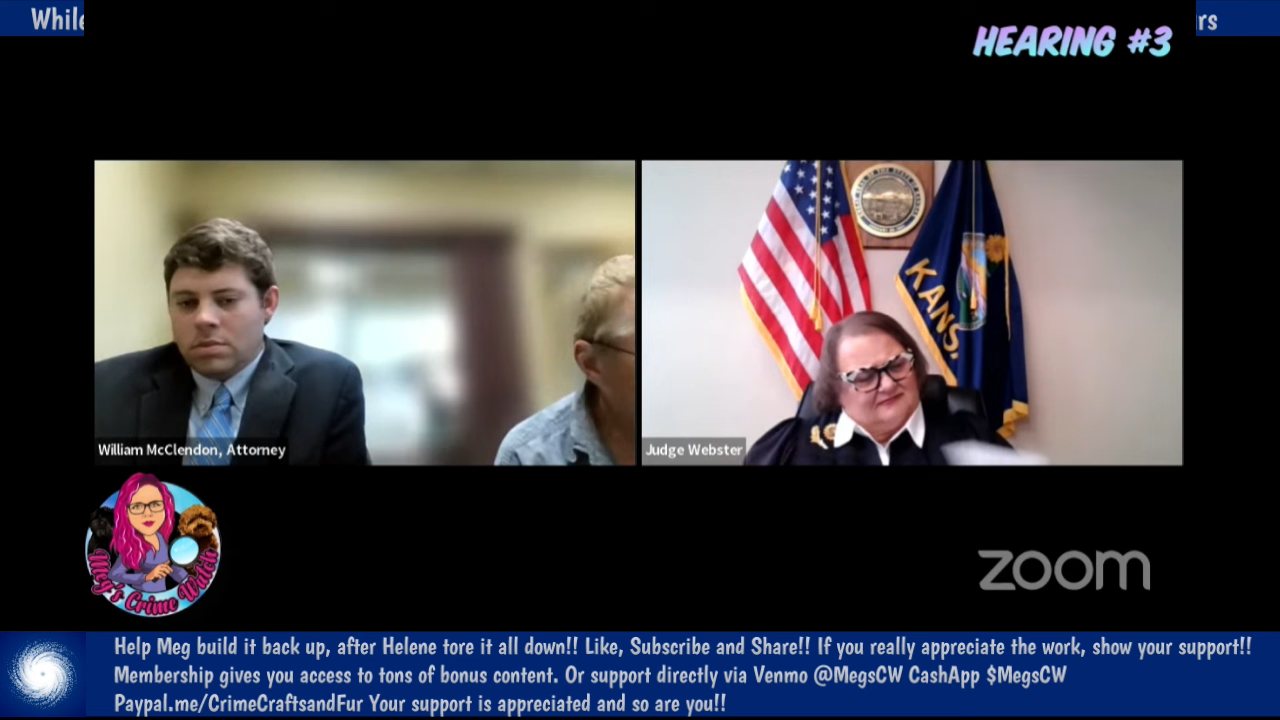 While
rs
HEARING #3
KANS
William McClendon, Attorney
Judge Webster
Meg's Crime Watch
zoom
Help Meg build it back up, after Helene tore it all down!! Like, Subscribe and Share!! If you really appreciate the work, show your support!!
Membership gives you access to tons of bonus content. Or support directly via Venmo @MegsCW CashApp $MegsCW
Paypal.me/CrimeCraftsandFur Your support is appreciated and so are you!!